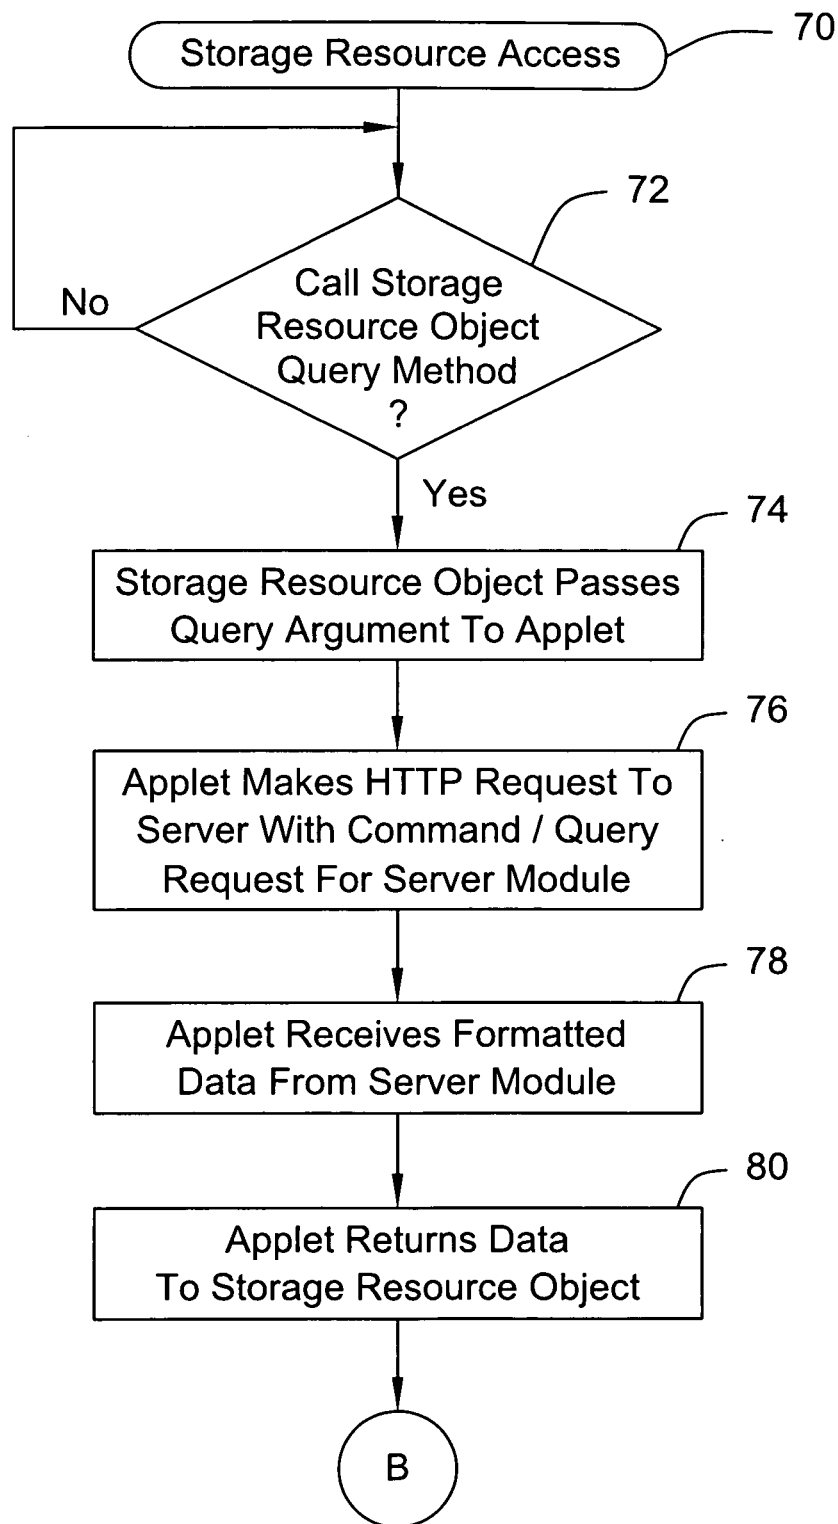 Storage Resource Access
70
72
Call Storage
Resource Object
Query Method
?
No
Yes
74
Storage Resource Object Passes
Query Argument To Applet
76
Applet Makes HTTP Request To
Server With Command / Query
Request For Server Module
78
Applet Receives Formatted
Data From Server Module
80
Applet Returns Data
To Storage Resource Object
B